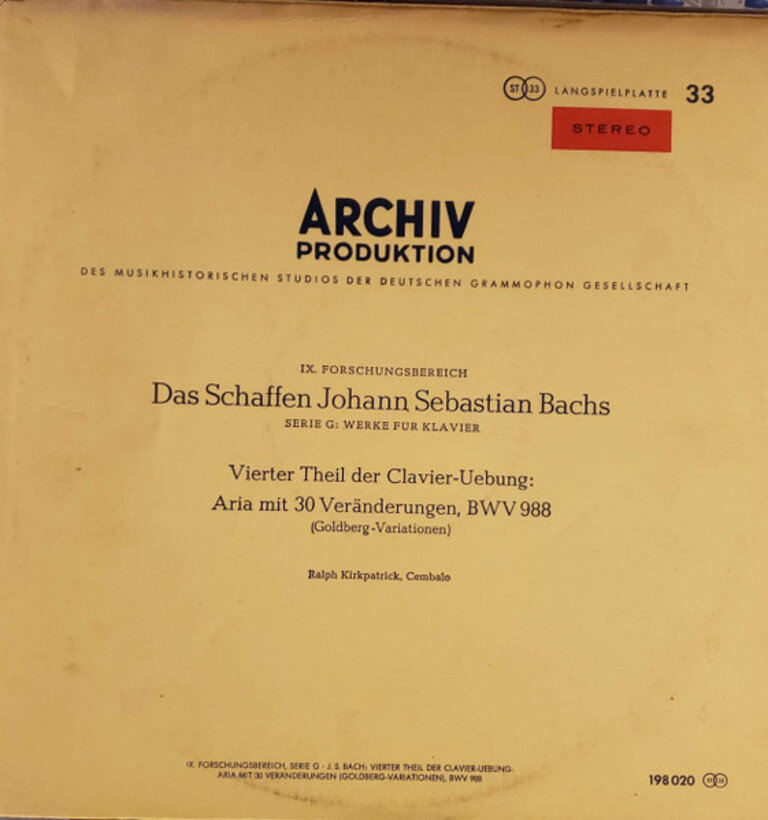 ST 33 LANGSPIELPLATTE 33
STEREO
ARCHIV
PRODUKTION
DES MUSIKHISTORISCHEN STUDIOS DER DEUTSCHEN GRAMMOPHON GESELLSCHAFT
IX. FORSCHUNGSBEREICH
Das Schaffen Johann Sebastian Bachs
SERIE G: WERKE FUR KLAVIER
Vierter Theil der Clavier-Uebung:
Aria mit 30 Veränderungen, BWV 988
(Goldberg-Variationen)
Ralph Kirkpatrick, Cembalo
IX. FORSCHUNGSBEREICH, SERIE G · J. S. BACH: VIERTER THEIL DER CLAVIER-UEBUNG:
ARIA MIT 30 VERÄNDERUNGEN (GOLDBERG-VARIATIONEN), BWV 988
198 020 ST 33